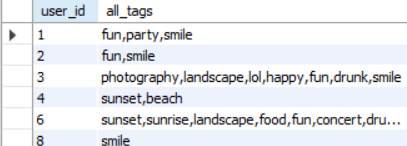 user_id all_tags
1 fun,party,smile
2 fun,smile
3 photography,landscape,lol,happy,fun,drunk,smile
4 sunset,beach
6 sunset,sunrise,landscape,food,fun,concert,dru...
8 smile